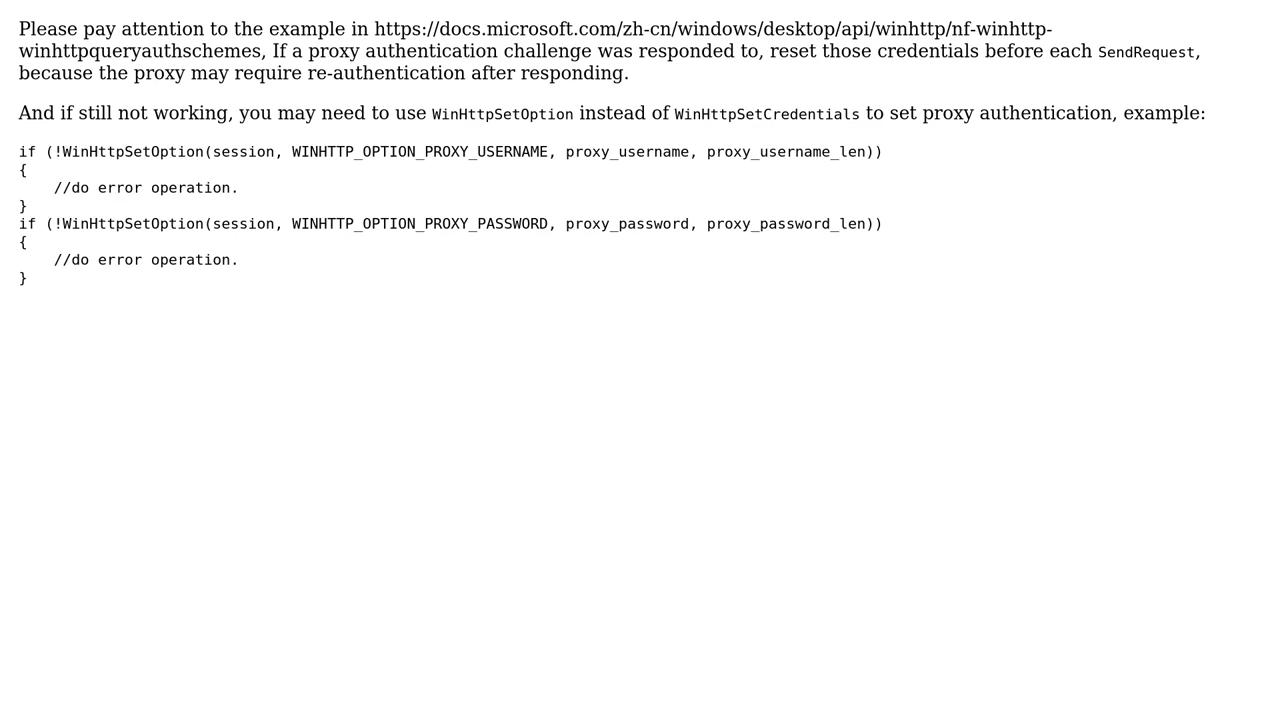 Please pay attention to the example in https://docs.microsoft.com/zh-cn/windows/desktop/api/winhttp/nf-winhttp-
winhttpqueryauthschemes, If a proxy authentication challenge was responded to, reset those credentials before each SendRequest,
because the proxy may require re-authentication after responding.
And if still not working, you may need to use WinHttpSetOption instead of WinHttpSetCredentials to set proxy authentication, example:
if (!WinHttpSetOption(session, WINHTTP_OPTION_PROXY_USERNAME, proxy_username, proxy_username_len))
{
    //do error operation.
}
if (!WinHttpSetOption(session, WINHTTP_OPTION_PROXY_PASSWORD, proxy_password, proxy_password_len))
{
    //do error operation.
}